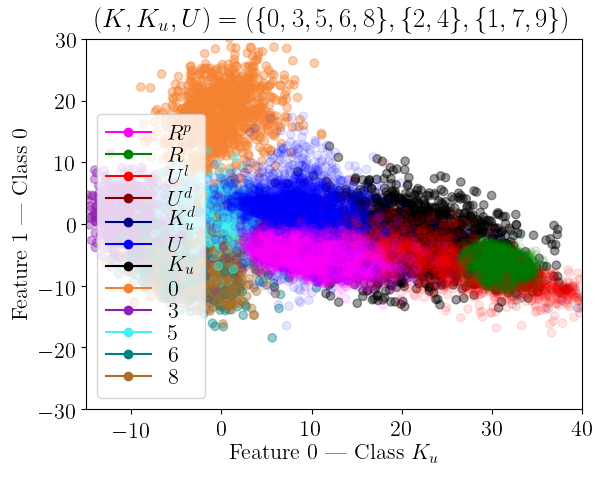 (K, K_u, U) = ({0, 3, 5, 6, 8}, {2, 4}, {1, 7, 9})
Feature 1 — Class 0
30
20
10
0
−10
−20
−30
R^p
R
U^l
U^d
K_u^d
U
K_u
0
3
5
6
8
−10 0 10 20 30 40
Feature 0 — Class K_u